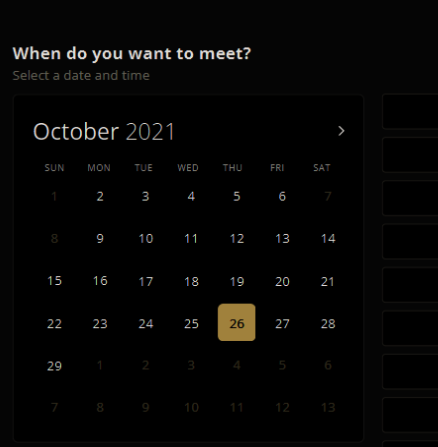 When do you want to meet?
Select a date and time
October 2021 >
SUN MON TUE WED THU FRI SAT
1 2 3 4 5 6 7
8 9 10 11 12 13 14
15 16 17 18 19 20 21
22 23 24 25 26 27 28
29 1 2 3 4 5 6
7 8 9 10 11 12 13